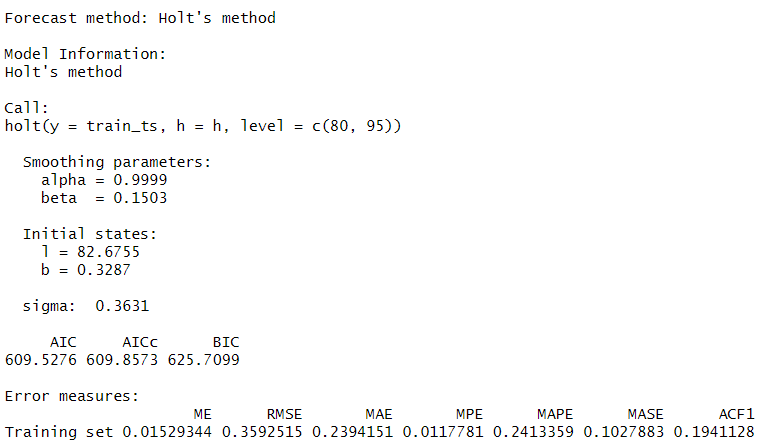 Forecast method: Holt's method
Model Information:
Holt's method
Call:
holt(y = train_ts, h = h, level = c(80, 95))
Smoothing parameters:
alpha = 0.9999
beta  = 0.1503
Initial states:
l = 82.6755
b = 0.3287
sigma:  0.3631
AIC     AICc      BIC
609.5276 609.8573 625.7099
Error measures:
ME      RMSE       MAE       MPE      MAPE      MASE      ACF1
Training set 0.01529344 0.3592515 0.2394151 0.0117781 0.2413359 0.1027883 0.1941128